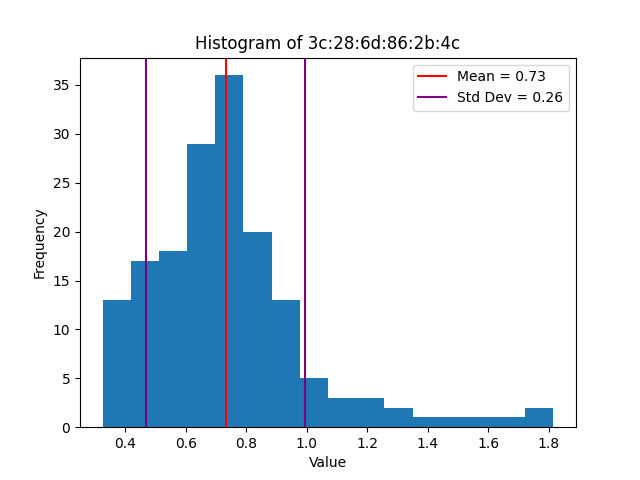 Histogram of 3c:28:6d:86:2b:4c
Mean = 0.73
Std Dev = 0.26
Frequency
35
30
25
20
15
10
5
0
0.4 0.6 0.8 1.0 1.2 1.4 1.6 1.8
Value